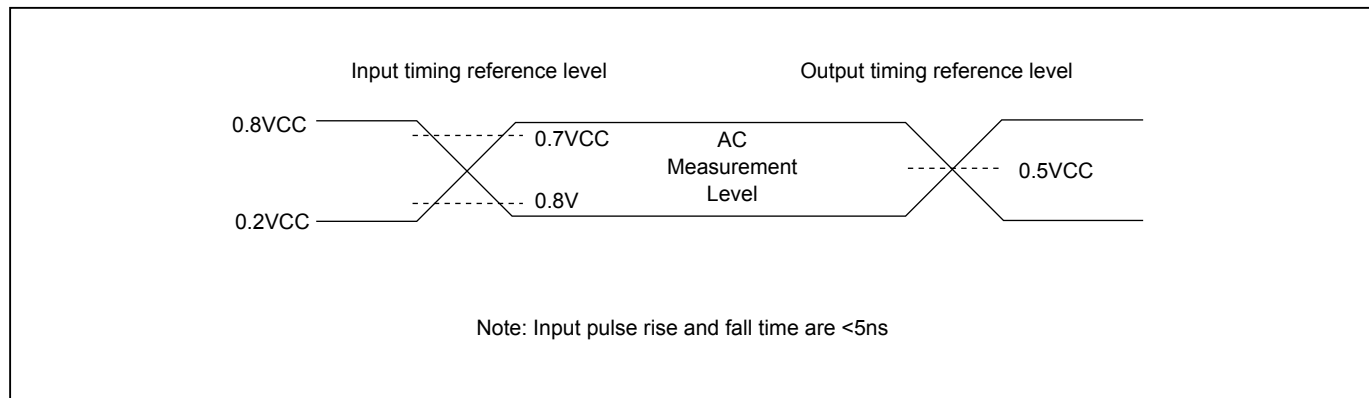 Input timing reference level
Output timing reference level
0.8VCC
0.7VCC
AC
Measurement
Level
0.5VCC
0.8V
0.2VCC
Note: Input pulse rise and fall time are <5ns